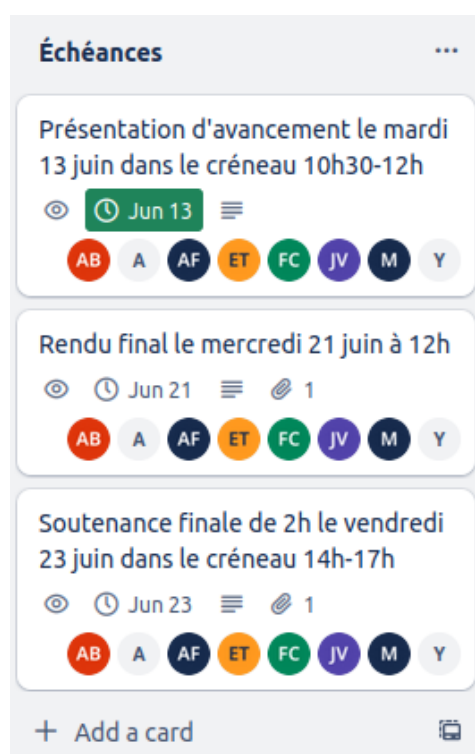 Échéances
Présentation d'avancement le mardi
13 juin dans le créneau 10h30-12h
Jun 13
AB A AF ET FC JV M Y
Rendu final le mercredi 21 juin à 12h
Jun 21 1
AB A AF ET FC JV M Y
Soutenance finale de 2h le vendredi
23 juin dans le créneau 14h-17h
Jun 23 1
AB A AF ET FC JV M Y
+ Add a card